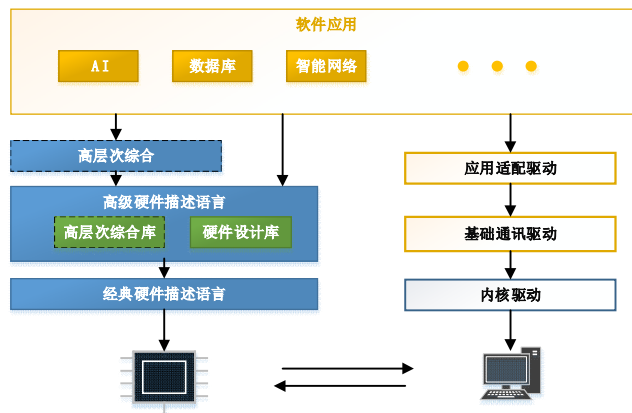 软件应用
AI
数据库
智能网络
高层次综合
应用适配驱动
高级硬件描述语言
高层次综合库
硬件设计库
基础通讯驱动
经典硬件描述语言
内核驱动